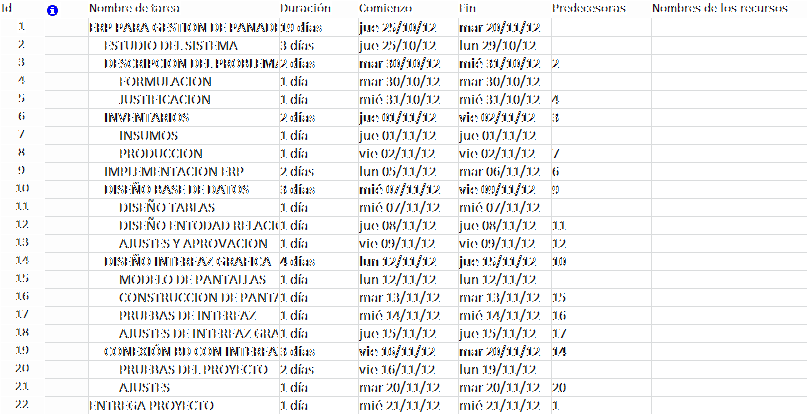 Id Nombre de tarea Duración Comienzo Fin Predecesoras Nombres de los recursos
1 ERP PARA GESTION DE PANADE 19 días jue 25/10/12 mar 20/11/12
2 ESTUDIO DEL SISTEMA 3 días jue 25/10/12 lun 29/10/12
3 DESCRIPCION DEL PROBLEMA 2 días mar 30/10/12 mié 31/10/12 2
4 FORMULACION 1 día mar 30/10/12 mar 30/10/12
5 JUSTIFICACION 1 día mié 31/10/12 mié 31/10/12 4
6 INVENTARIOS 2 días jue 01/11/12 vie 02/11/12 3
7 INSUMOS 1 día jue 01/11/12 jue 01/11/12
8 PRODUCCION 1 día vie 02/11/12 vie 02/11/12 7
9 IMPLEMENTACION ERP 2 días lun 05/11/12 mar 06/11/12 6
10 DISEÑO BASE DE DATOS 3 días mié 07/11/12 vie 09/11/12 9
11 DISEÑO TABLAS 1 día mié 07/11/12 mié 07/11/12
12 DISEÑO ENTODAD RELACIO 1 día jue 08/11/12 jue 08/11/12 11
13 AJUSTES Y APROVACION 1 día vie 09/11/12 vie 09/11/12 12
14 DISEÑO INTERFAZ GRAFICA 4 días lun 12/11/12 jue 15/11/12 10
15 MODELO DE PANTALLAS 1 día lun 12/11/12 lun 12/11/12
16 CONSTRUCCION DE PANTA 1 día mar 13/11/12 mar 13/11/12 15
17 PRUEBAS DE INTERFAZ 1 día mié 14/11/12 mié 14/11/12 16
18 AJUSTES DE INTERFAZ GRA 1 día jue 15/11/12 jue 15/11/12 17
19 CONEXIÓN BD CON INTERFA 3 días vie 16/11/12 mar 20/11/12 14
20 PRUEBAS DEL PROYECTO 2 días vie 16/11/12 lun 19/11/12
21 AJUSTES 1 día mar 20/11/12 mar 20/11/12 20
22 ENTREGA PROYECTO 1 día mié 21/11/12 mié 21/11/12 1